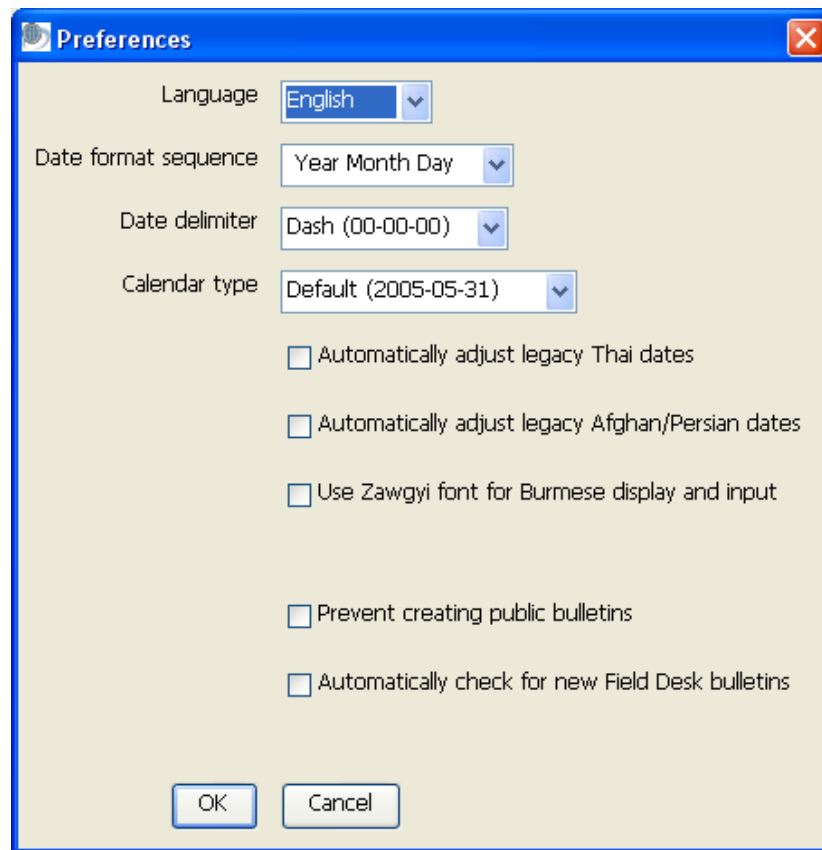 Preferences
Language English
Date format sequence Year Month Day
Date delimiter Dash (00-00-00)
Calendar type Default (2005-05-31)
Automatically adjust legacy Thai dates
Automatically adjust legacy Afghan/Persian dates
Use Zawgyi font for Burmese display and input
Prevent creating public bulletins
Automatically check for new Field Desk bulletins
OK Cancel